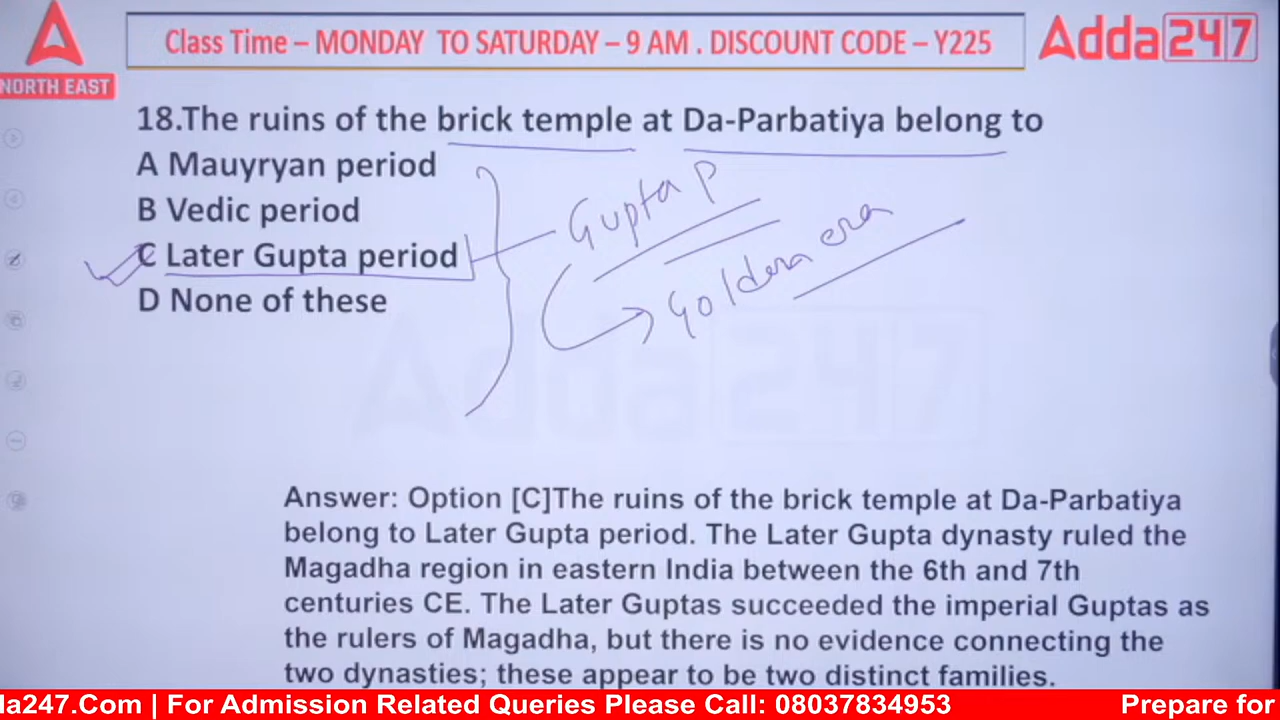 Class Time – MONDAY TO SATURDAY – 9 AM . DISCOUNT CODE – Y225
Adda247
NORTH EAST
18.The ruins of the brick temple at Da-Parbatiya belong to
A Mauyryan period
B Vedic period
C Later Gupta period
D None of these
Gupta P
Golden era
Adda247
Answer: Option [C]The ruins of the brick temple at Da-Parbatiya
belong to Later Gupta period. The Later Gupta dynasty ruled the
Magadha region in eastern India between the 6th and 7th
centuries CE. The Later Guptas succeeded the imperial Guptas as
the rulers of Magadha, but there is no evidence connecting the
two dynasties; these appear to be two distinct families.
da247.Com | For Admission Related Queries Please Call: 08037834953 Prepare for